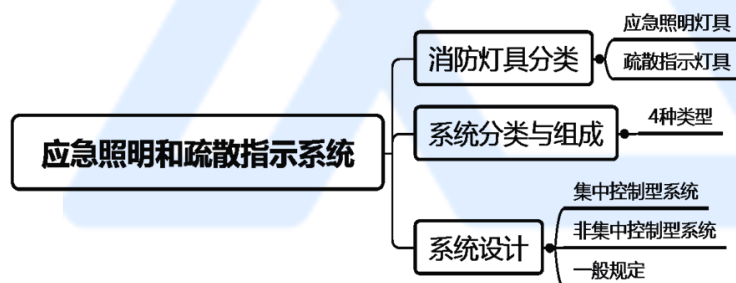 应急照明和疏散指示系统
消防灯具分类
应急照明灯具
疏散指示灯具
系统分类与组成
4种类型
系统设计
集中控制型系统
非集中控制型系统
一般规定